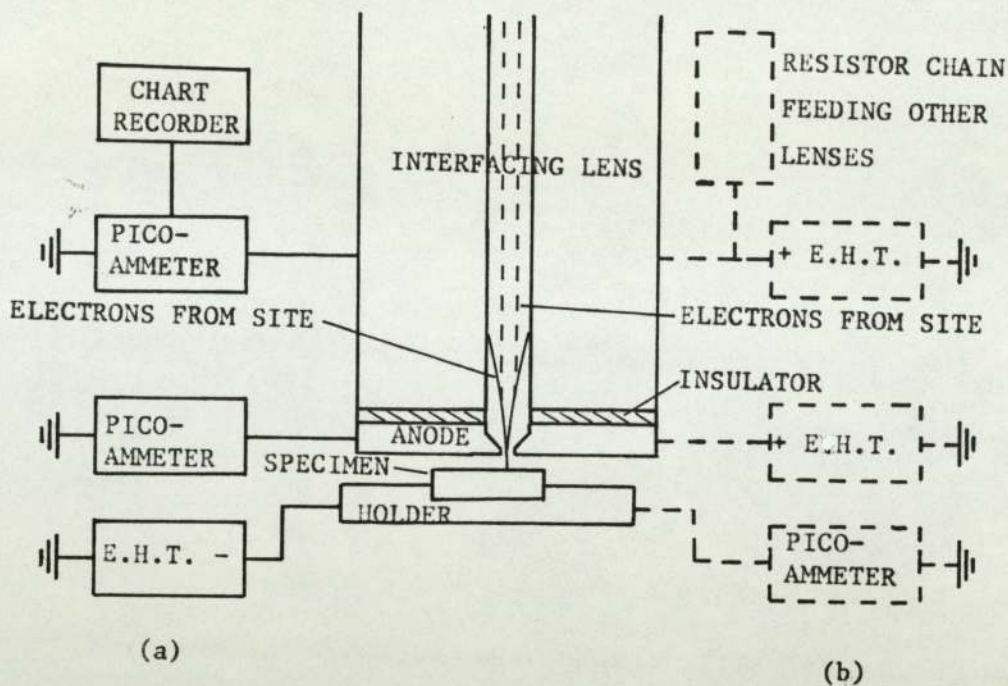 CHART
RECORDER
RESISTOR CHAIN
FEEDING OTHER
LENSES
INTERFACING LENS
PICO-
AMMETER
+ E.H.T.
ELECTRONS FROM SITE
ELECTRONS FROM SITE
INSULATOR
PICO-
AMMETER
ANODE
+ E.H.T.
SPECIMEN
HOLDER
E.H.T. -
PICO-
AMMETER
(a)
(b)